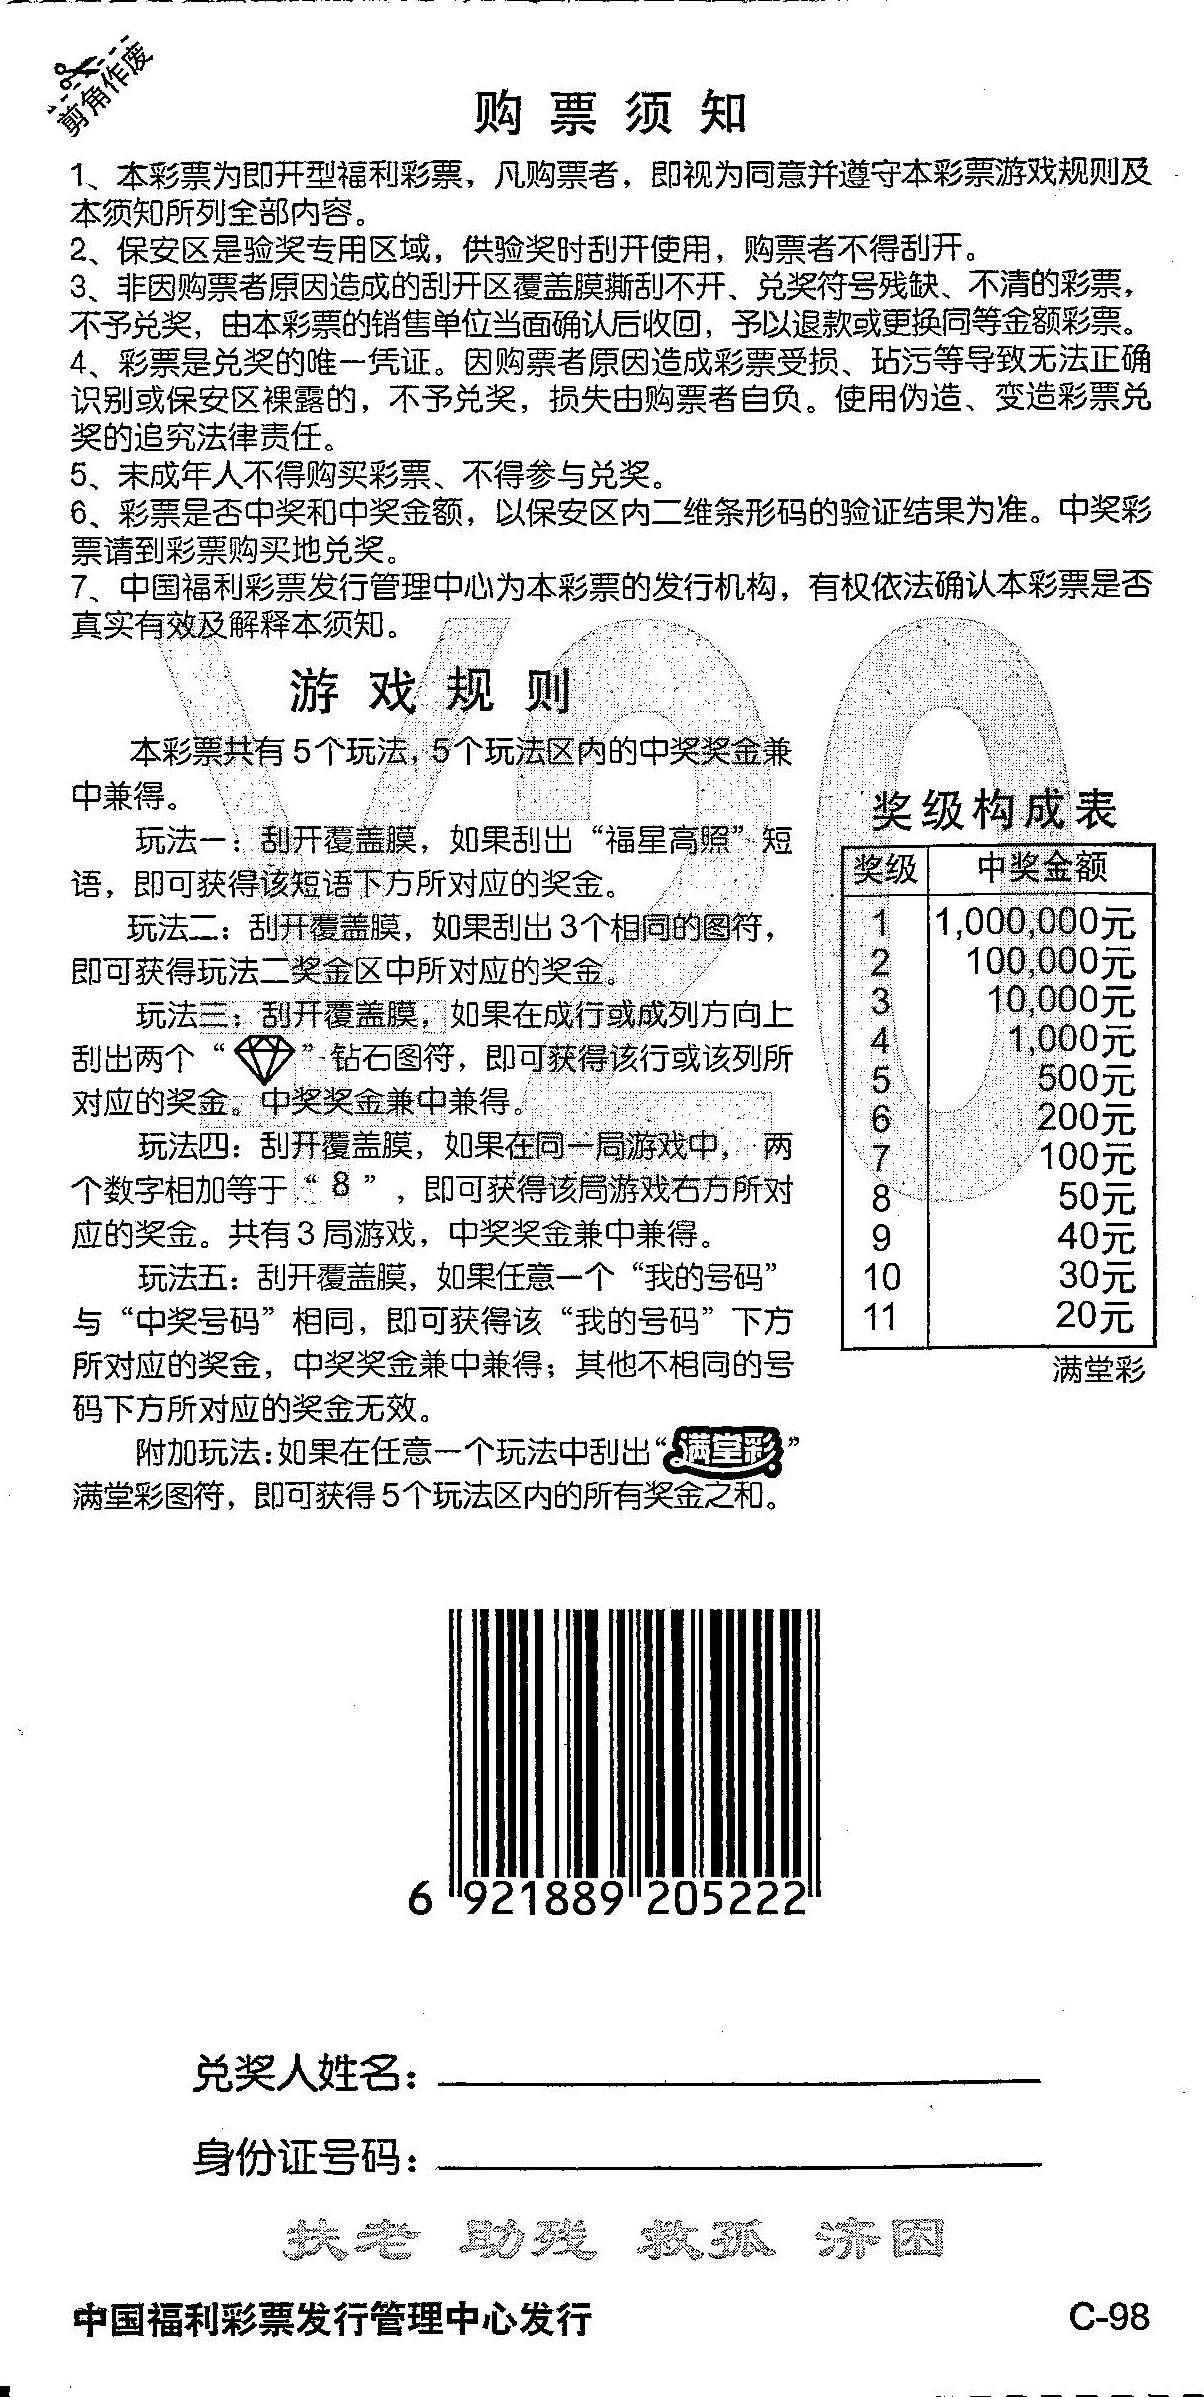 剪角作废
购票须知
1、本彩票为即开型福利彩票，凡购票者，即视为同意并遵守本彩票游戏规则及
本须知所列全部内容。
2、保安区是验奖专用区域，供验奖时刮开使用，购票者不得刮开。
3、非因购票者原因造成的刮开区覆盖膜撕刮不开、兑奖符号残缺、不清的彩票，
不予兑奖，由本彩票的销售单位当面确认后收回，予以退款或更换同等金额彩票。
4、彩票是兑奖的唯一凭证。因购票者原因造成彩票受损、玷污等导致无法正确
识别或保安区裸露的，不予兑奖，损失由购票者自负。使用伪造、变造彩票兑
奖的追究法律责任。
5、未成年人不得购买彩票、不得参与兑奖。
6、彩票是否中奖和中奖金额，以保安区内二维条形码的验证结果为准。中奖彩
票请到彩票购买地兑奖。
7、中国福利彩票发行管理中心为本彩票的发行机构，有权依法确认本彩票是否
真实有效及解释本须知。
游戏规则
本彩票共有5个玩法，5个玩法区内的中奖奖金兼
中兼得。
玩法一：刮开覆盖膜，如果刮出“福星高照”短
语，即可获得该短语下方所对应的奖金。
玩法二：刮开覆盖膜，如果刮出3个相同的图符，
即可获得玩法二奖金区中所对应的奖金。
玩法三：刮开覆盖膜，如果在成行或成列方向上
刮出两个“ ”钻石图符，即可获得该行或该列所
对应的奖金。中奖奖金兼中兼得。
玩法四：刮开覆盖膜，如果在同一局游戏中，两
个数字相加等于“8”，即可获得该局游戏右方所对
应的奖金。共有3局游戏，中奖奖金兼中兼得。
玩法五：刮开覆盖膜，如果任意一个“我的号码”
与“中奖号码”相同，即可获得该“我的号码”下方
所对应的奖金，中奖奖金兼中兼得；其他不相同的号
码下方所对应的奖金无效。
附加玩法：如果在任意一个玩法中刮出“满堂彩”
满堂彩图符，即可获得5个玩法区内的所有奖金之和。
奖级构成表
奖级 中奖金额
1 1,000,000元
2 100,000元
3 10,000元
4 1,000元
5 500元
6 200元
7 100元
8 50元
9 40元
10 30元
11 20元
满堂彩
6 921889 205222
兑奖人姓名：
身份证号码：
扶老 助残 救孤 济困
中国福利彩票发行管理中心发行 C-98